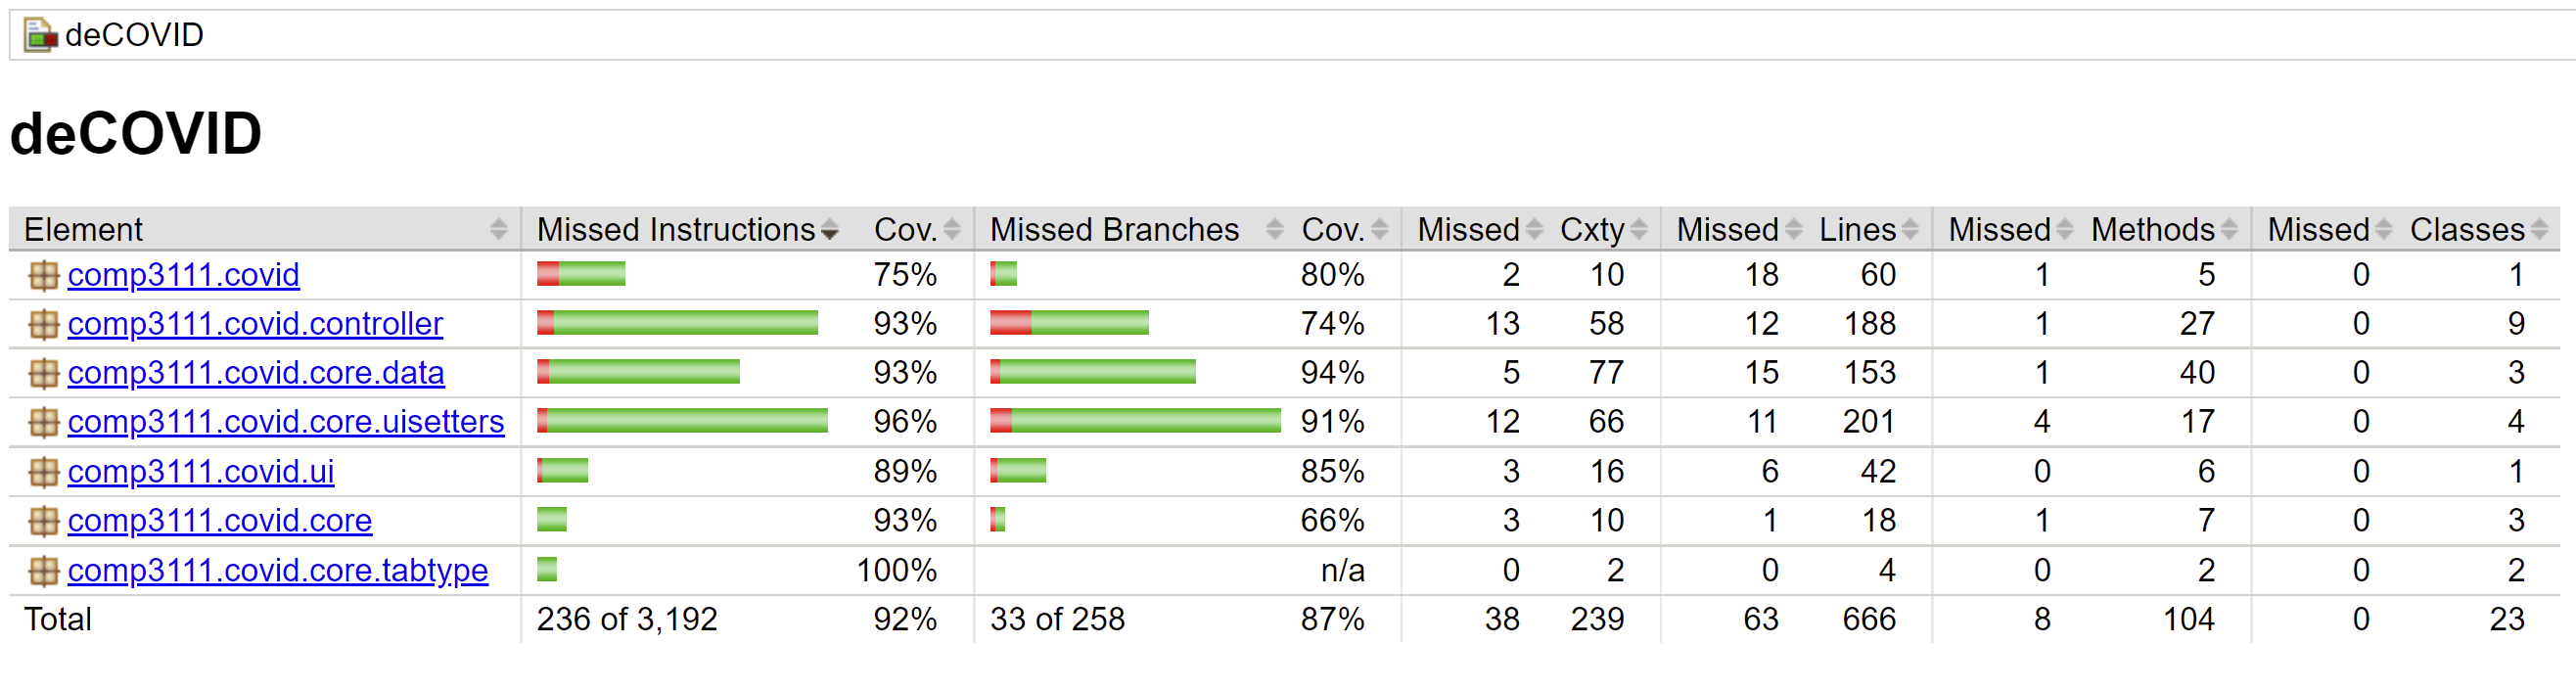 deCOVID
deCOVID
Element Missed Instructions Cov. Missed Branches Cov. Missed Cxty Missed Lines Missed Methods Missed Classes
comp3111.covid 75% 80% 2 10 18 60 1 5 0 1
comp3111.covid.controller 93% 74% 13 58 12 188 1 27 0 9
comp3111.covid.core.data 93% 94% 5 77 15 153 1 40 0 3
comp3111.covid.core.uisetters 96% 91% 12 66 11 201 4 17 0 4
comp3111.covid.ui 89% 85% 3 16 6 42 0 6 0 1
comp3111.covid.core 93% 66% 3 10 1 18 1 7 0 3
comp3111.covid.core.tabtype 100% n/a 0 2 0 4 0 2 0 2
Total 236 of 3,192 92% 33 of 258 87% 38 239 63 666 8 104 0 23